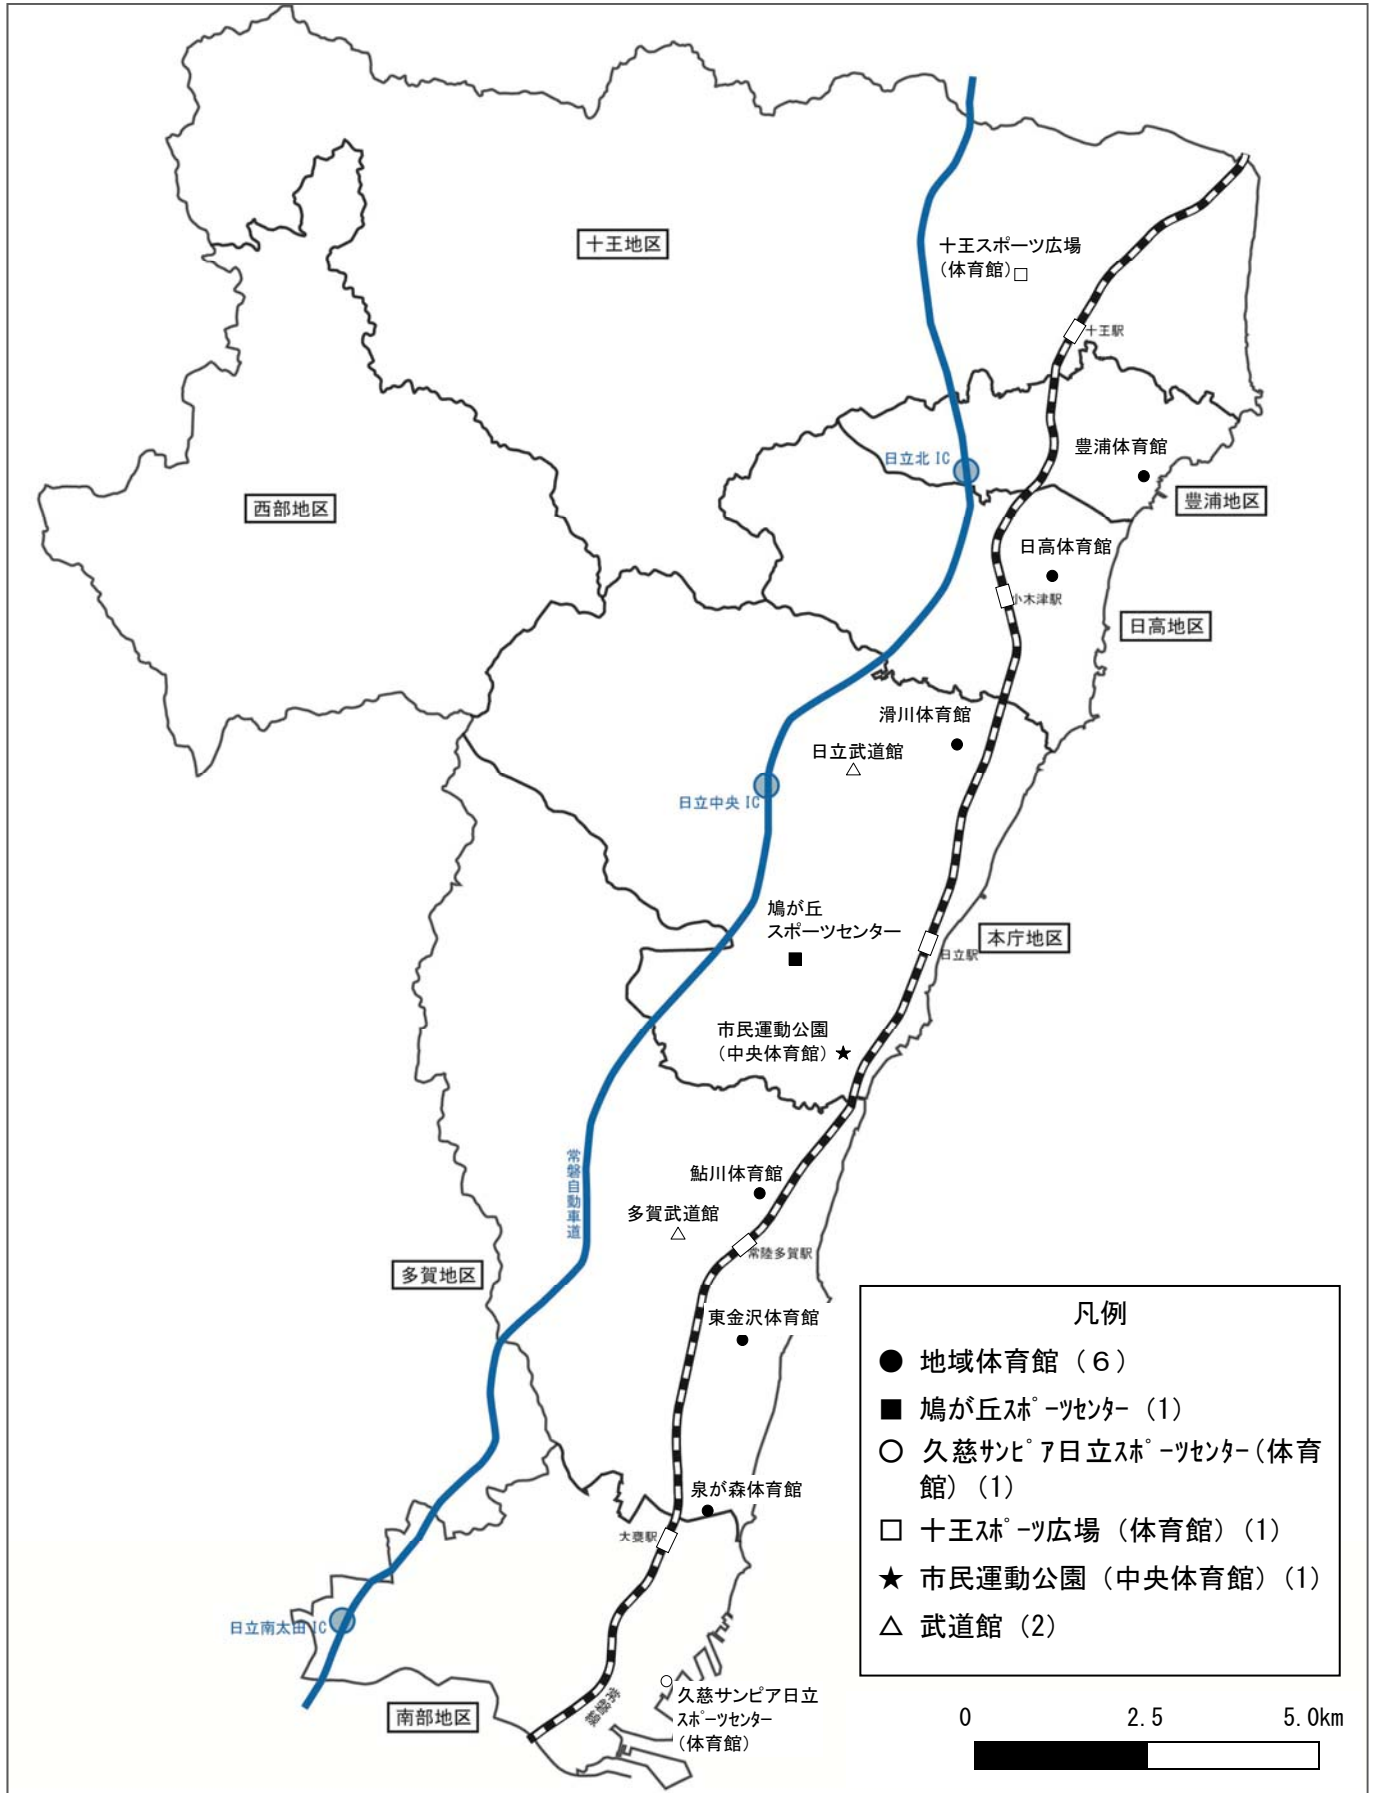 十王地区
十王スポーツ広場
(体育館)
十王駅
日立北 IC
豊浦体育館
豊浦地区
西部地区
日高体育館
小木津駅
日高地区
滑川体育館
日立武道館
日立中央 IC
鳩が丘
スポーツセンター
本庁地区
日立駅
市民運動公園
(中央体育館)
常磐自動車道
鮎川体育館
多賀武道館
常陸多賀駅
多賀地区
東金沢体育館
泉が森体育館
大甕駅
日立南太田 IC
常磐線
南部地区
久慈サンピア日立
スポーツセンター
(体育館)
凡例
● 地域体育館（６）
■ 鳩が丘ｽﾎﾟｰﾂｾﾝﾀｰ（1）
○ 久慈ｻﾝﾋﾟｱ日立ｽﾎﾟｰﾂｾﾝﾀｰ(体育
館)（1）
□ 十王ｽﾎﾟｰﾂ広場（体育館）（1）
★ 市民運動公園（中央体育館）（1）
△ 武道館（2）
0 2.5 5.0km